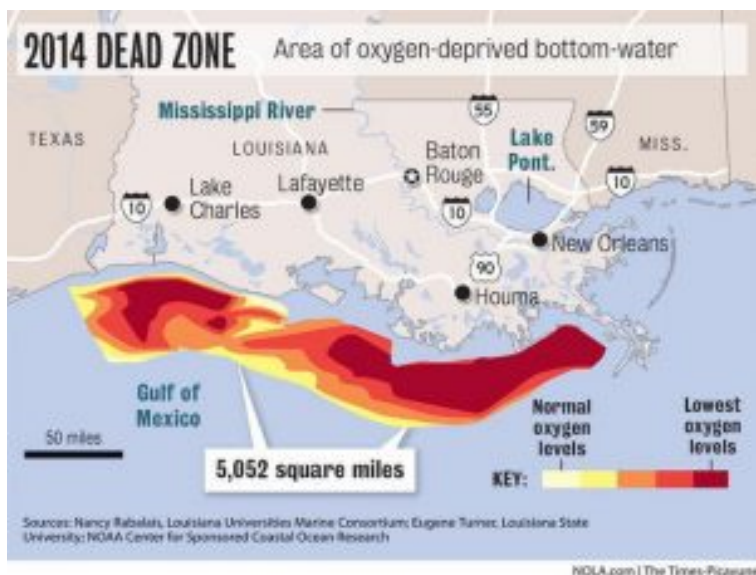 2014 DEAD ZONE
Area of oxygen-deprived bottom-water
Mississippi River
55
59
TEXAS
LOUISIANA
Baton
Rouge
Lake
Pont.
MISS.
Lake
Charles
Lafayette
10
10
10
New Orleans
90
Houma
Gulf of
Mexico
50 miles
5,052 square miles
Normal
oxygen
levels
Lowest
oxygen
levels
KEY:
Sources: Nancy Rabalais, Louisiana Universities Marine Consortium; Eugene Turner, Louisiana State
University; NOAA Center for Sponsored Coastal Ocean Research
NOLA.com | The Times-Picayune